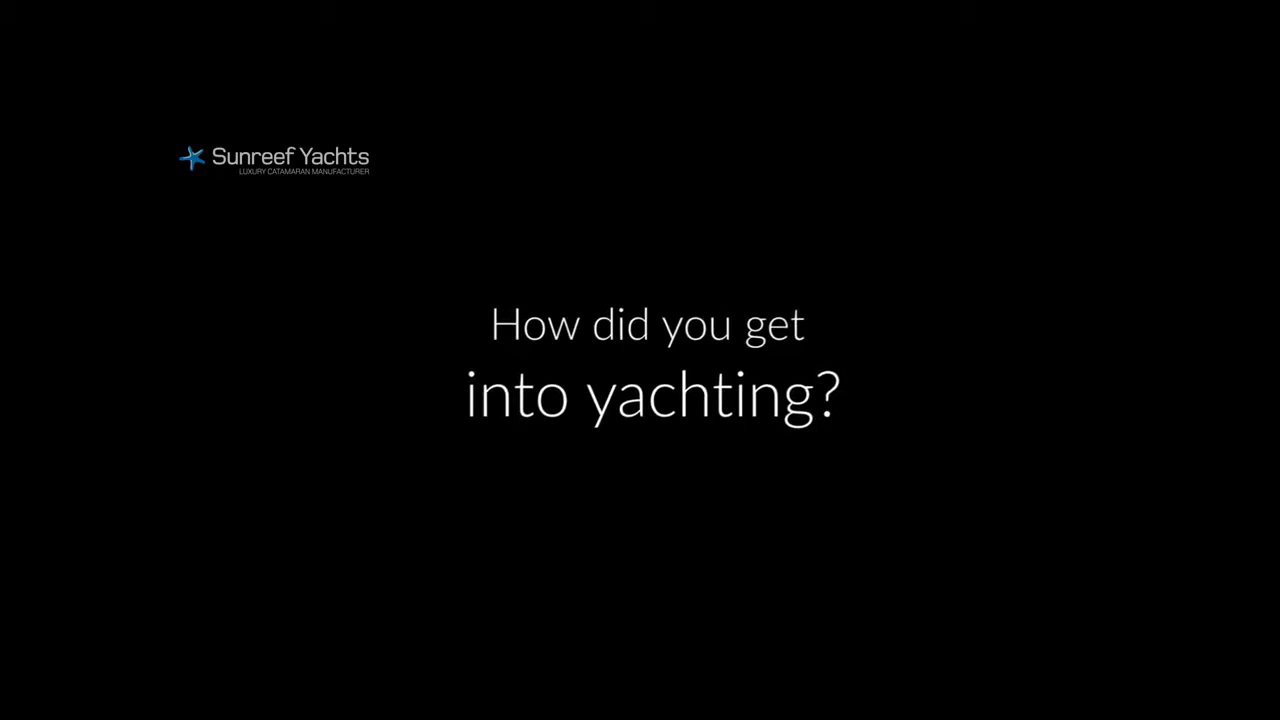 Sunreef Yachts
LUXURY CATAMARAN MANUFACTURER
How did you get
into yachting?